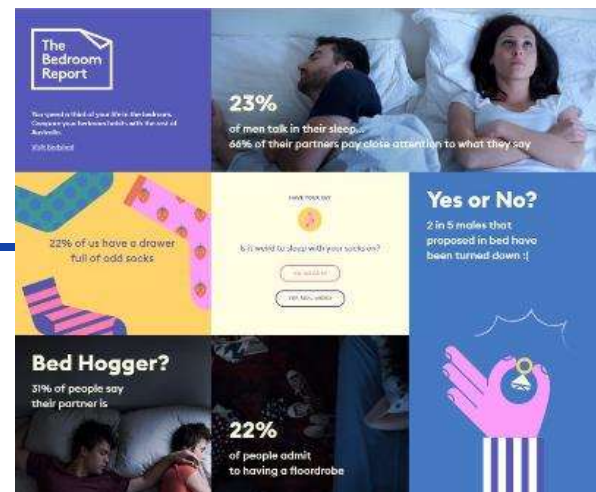 The
Bedroom
Report
You spend a third of your life in the bedroom.
Compare your bedroom habits with the rest of
Australia.
23%
of men talk in their sleep...
66% of their partners pay close attention to what they say
22% of us have a drawer
full of odd socks
HAVE YOUR SAY
Is it weird to sleep with your socks on?
Yes or No?
2 in 5 males that
proposed in bed have
been turned down :(
Bed Hogger?
31% of people say
their partner is
22%
of people admit
to having a floordrobe